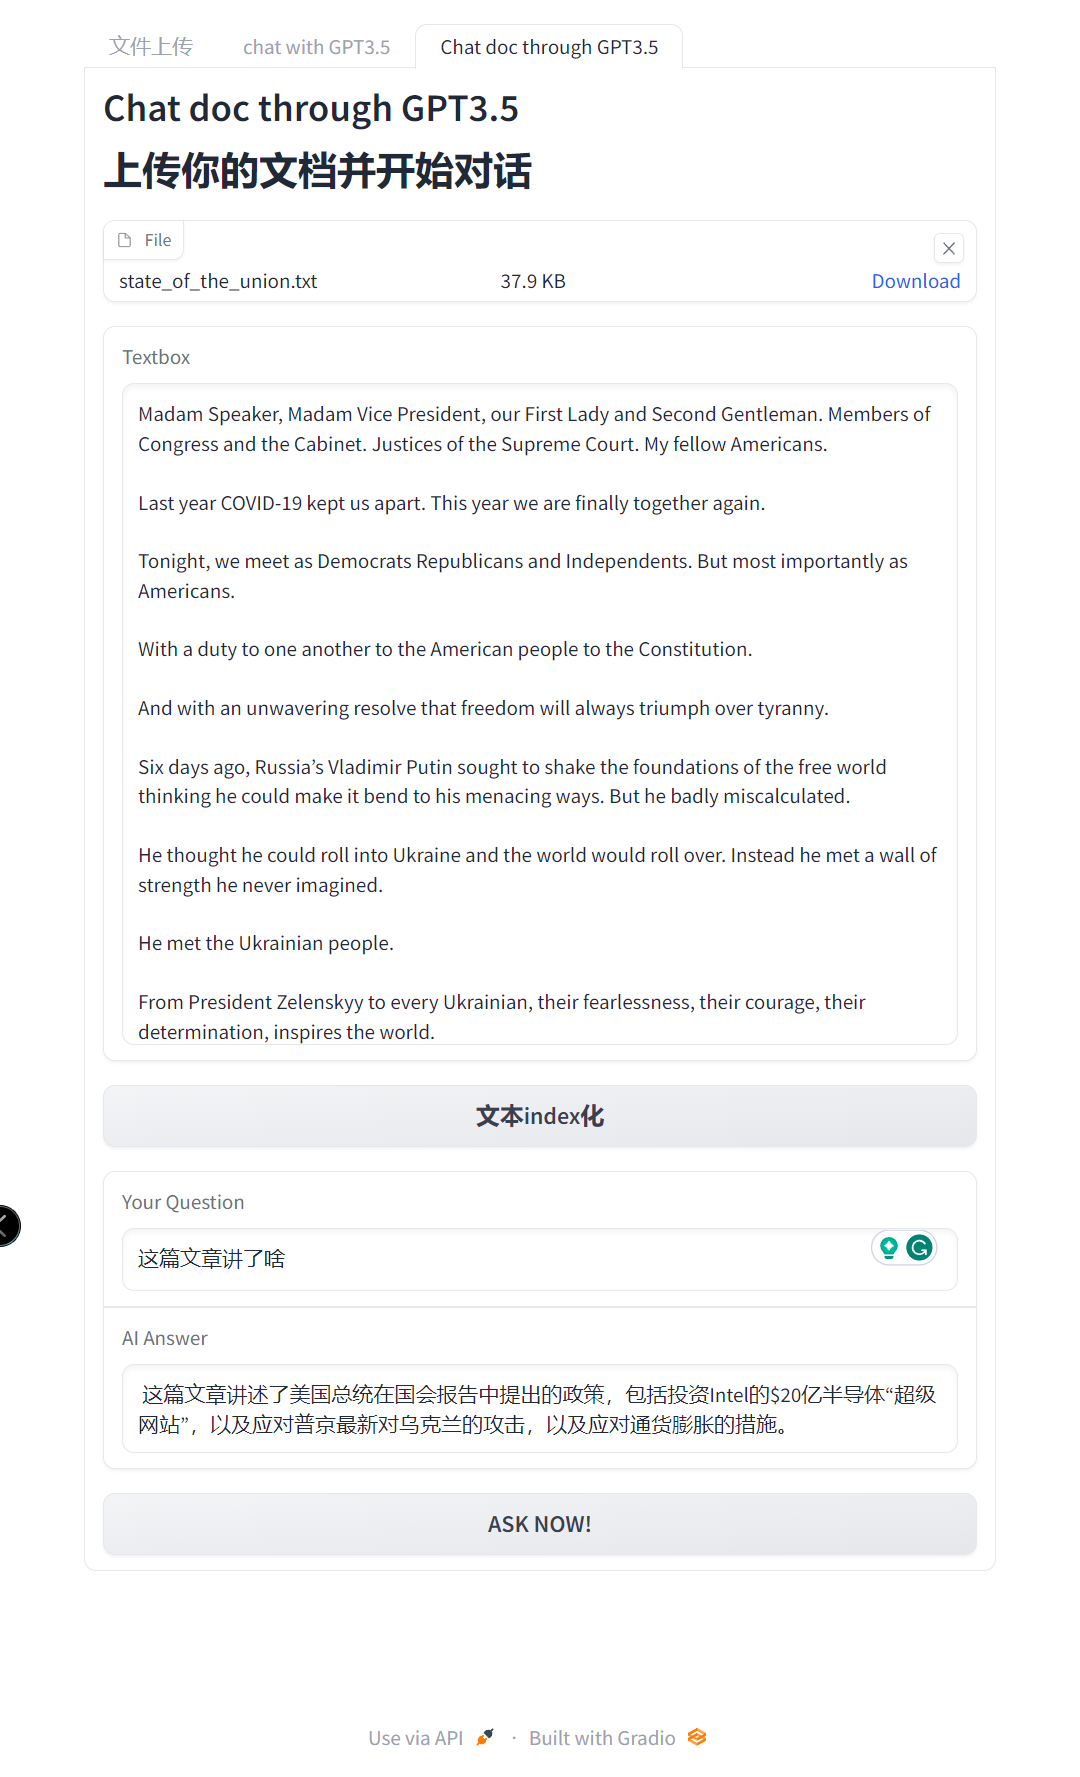 文件上传
chat with GPT3.5
Chat doc through GPT3.5
Chat doc through GPT3.5
上传你的文档并开始对话
File
state_of_the_union.txt 37.9 KB Download
Textbox
Madam Speaker, Madam Vice President, our First Lady and Second Gentleman. Members of
Congress and the Cabinet. Justices of the Supreme Court. My fellow Americans.
Last year COVID-19 kept us apart. This year we are finally together again.
Tonight, we meet as Democrats Republicans and Independents. But most importantly as
Americans.
With a duty to one another to the American people to the Constitution.
And with an unwavering resolve that freedom will always triumph over tyranny.
Six days ago, Russia’s Vladimir Putin sought to shake the foundations of the free world
thinking he could make it bend to his menacing ways. But he badly miscalculated.
He thought he could roll into Ukraine and the world would roll over. Instead he met a wall of
strength he never imagined.
He met the Ukrainian people.
From President Zelenskyy to every Ukrainian, their fearlessness, their courage, their
determination, inspires the world.
文本index化
Your Question
这篇文章讲了啥
AI Answer
这篇文章讲述了美国总统在国会报告中提出的政策，包括投资Intel的$20亿半导体“超级
网站”，以及应对普京最新对乌克兰的攻击，以及应对通货膨胀的措施。
ASK NOW!
Use via API · Built with Gradio